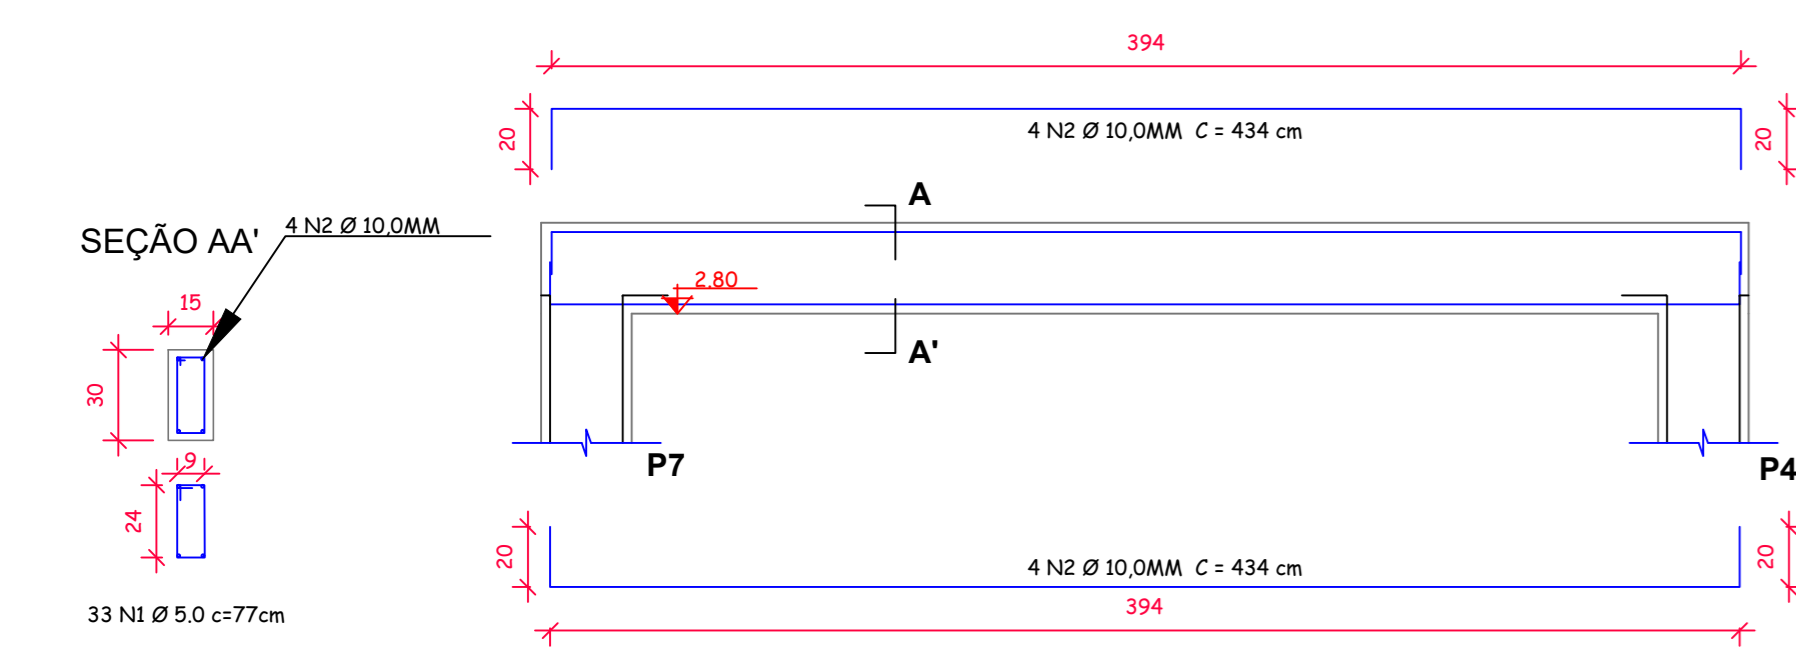 394
20
4 N2 Ø 10,0MM C = 434 cm
20
A
SEÇÃO AA'
4 N2 Ø 10,0MM
2.80
15
A'
30
9
P7
P4
24
20
4 N2 Ø 10,0MM C = 434 cm
20
394
33 N1 Ø 5.0 c=77cm